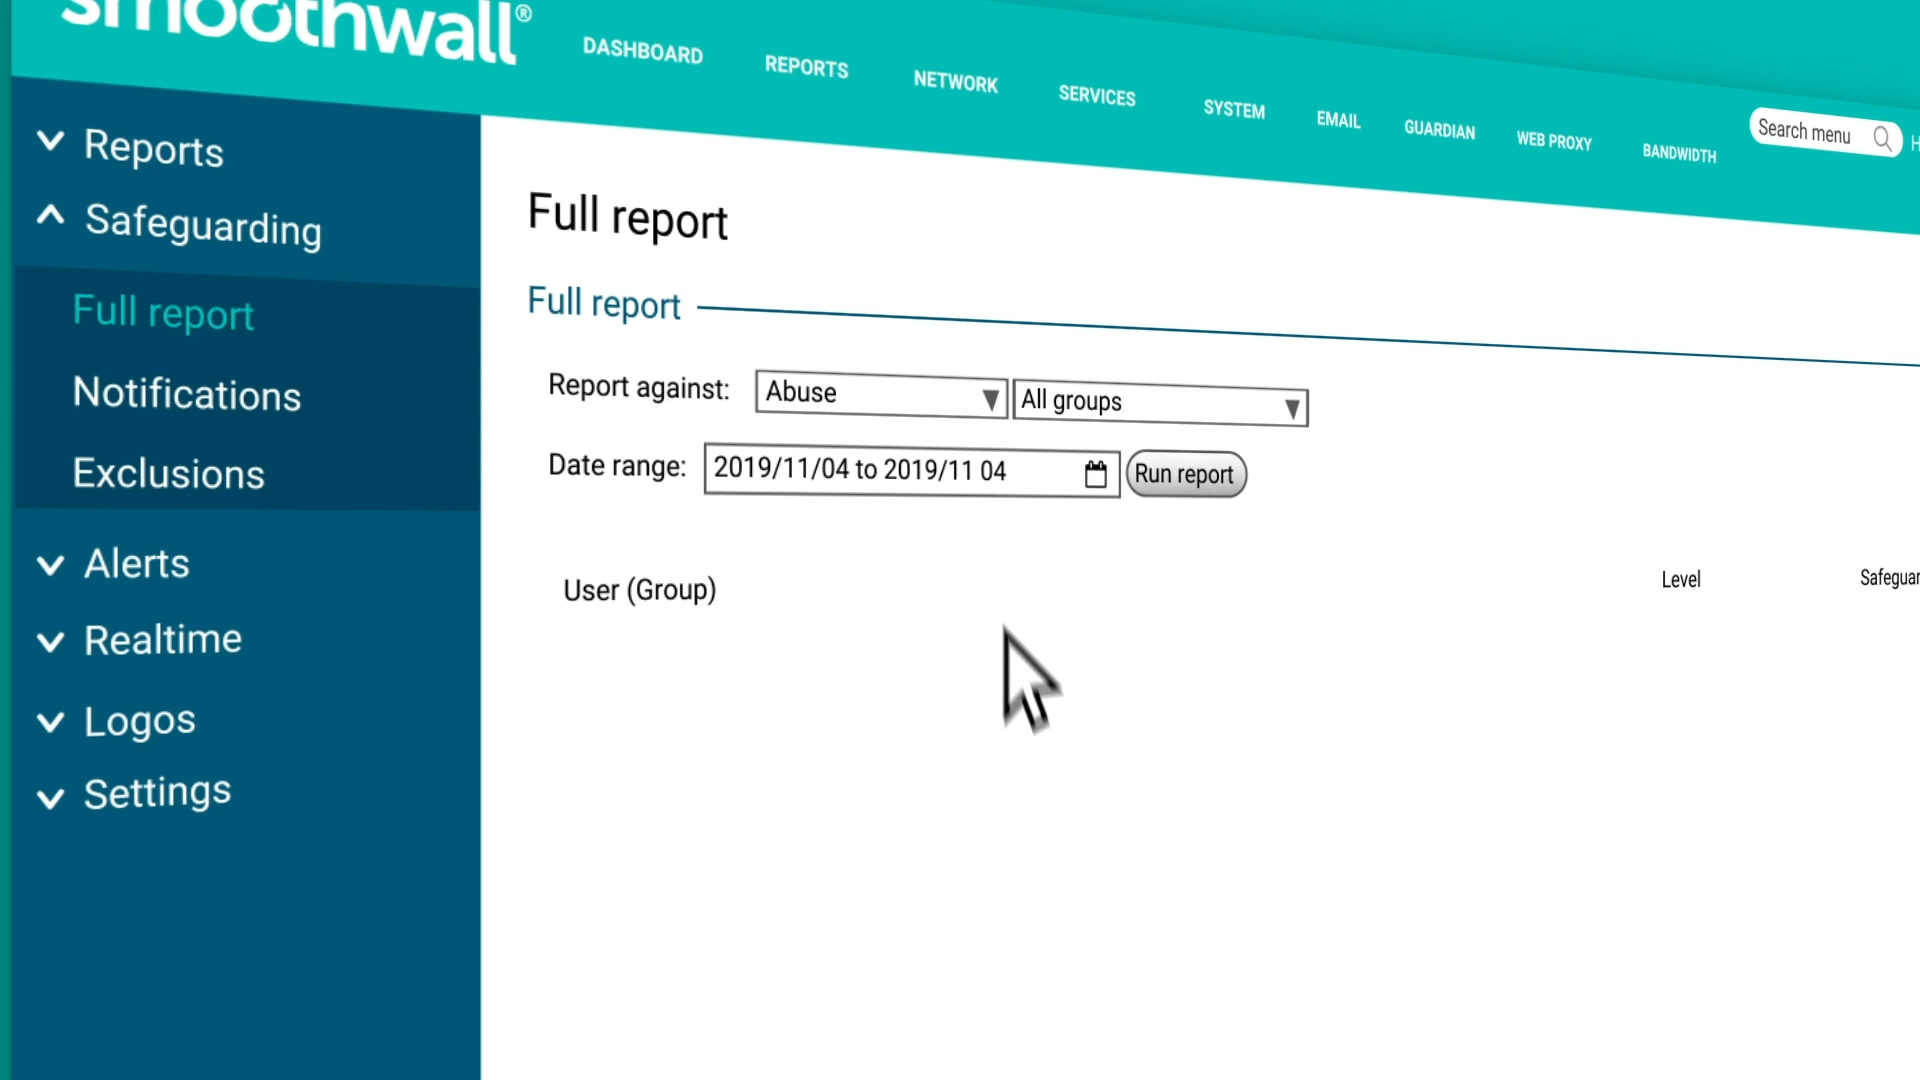 smoothwall®
DASHBOARD REPORTS NETWORK SERVICES SYSTEM EMAIL GUARDIAN WEB PROXY BANDWIDTH Search menu
Reports
Safeguarding
Full report
Notifications
Exclusions
Alerts
Realtime
Logos
Settings
Full report
Full report
Report against: Abuse All groups
Date range: 2019/11/04 to 2019/11 04 Run report
User (Group) Level